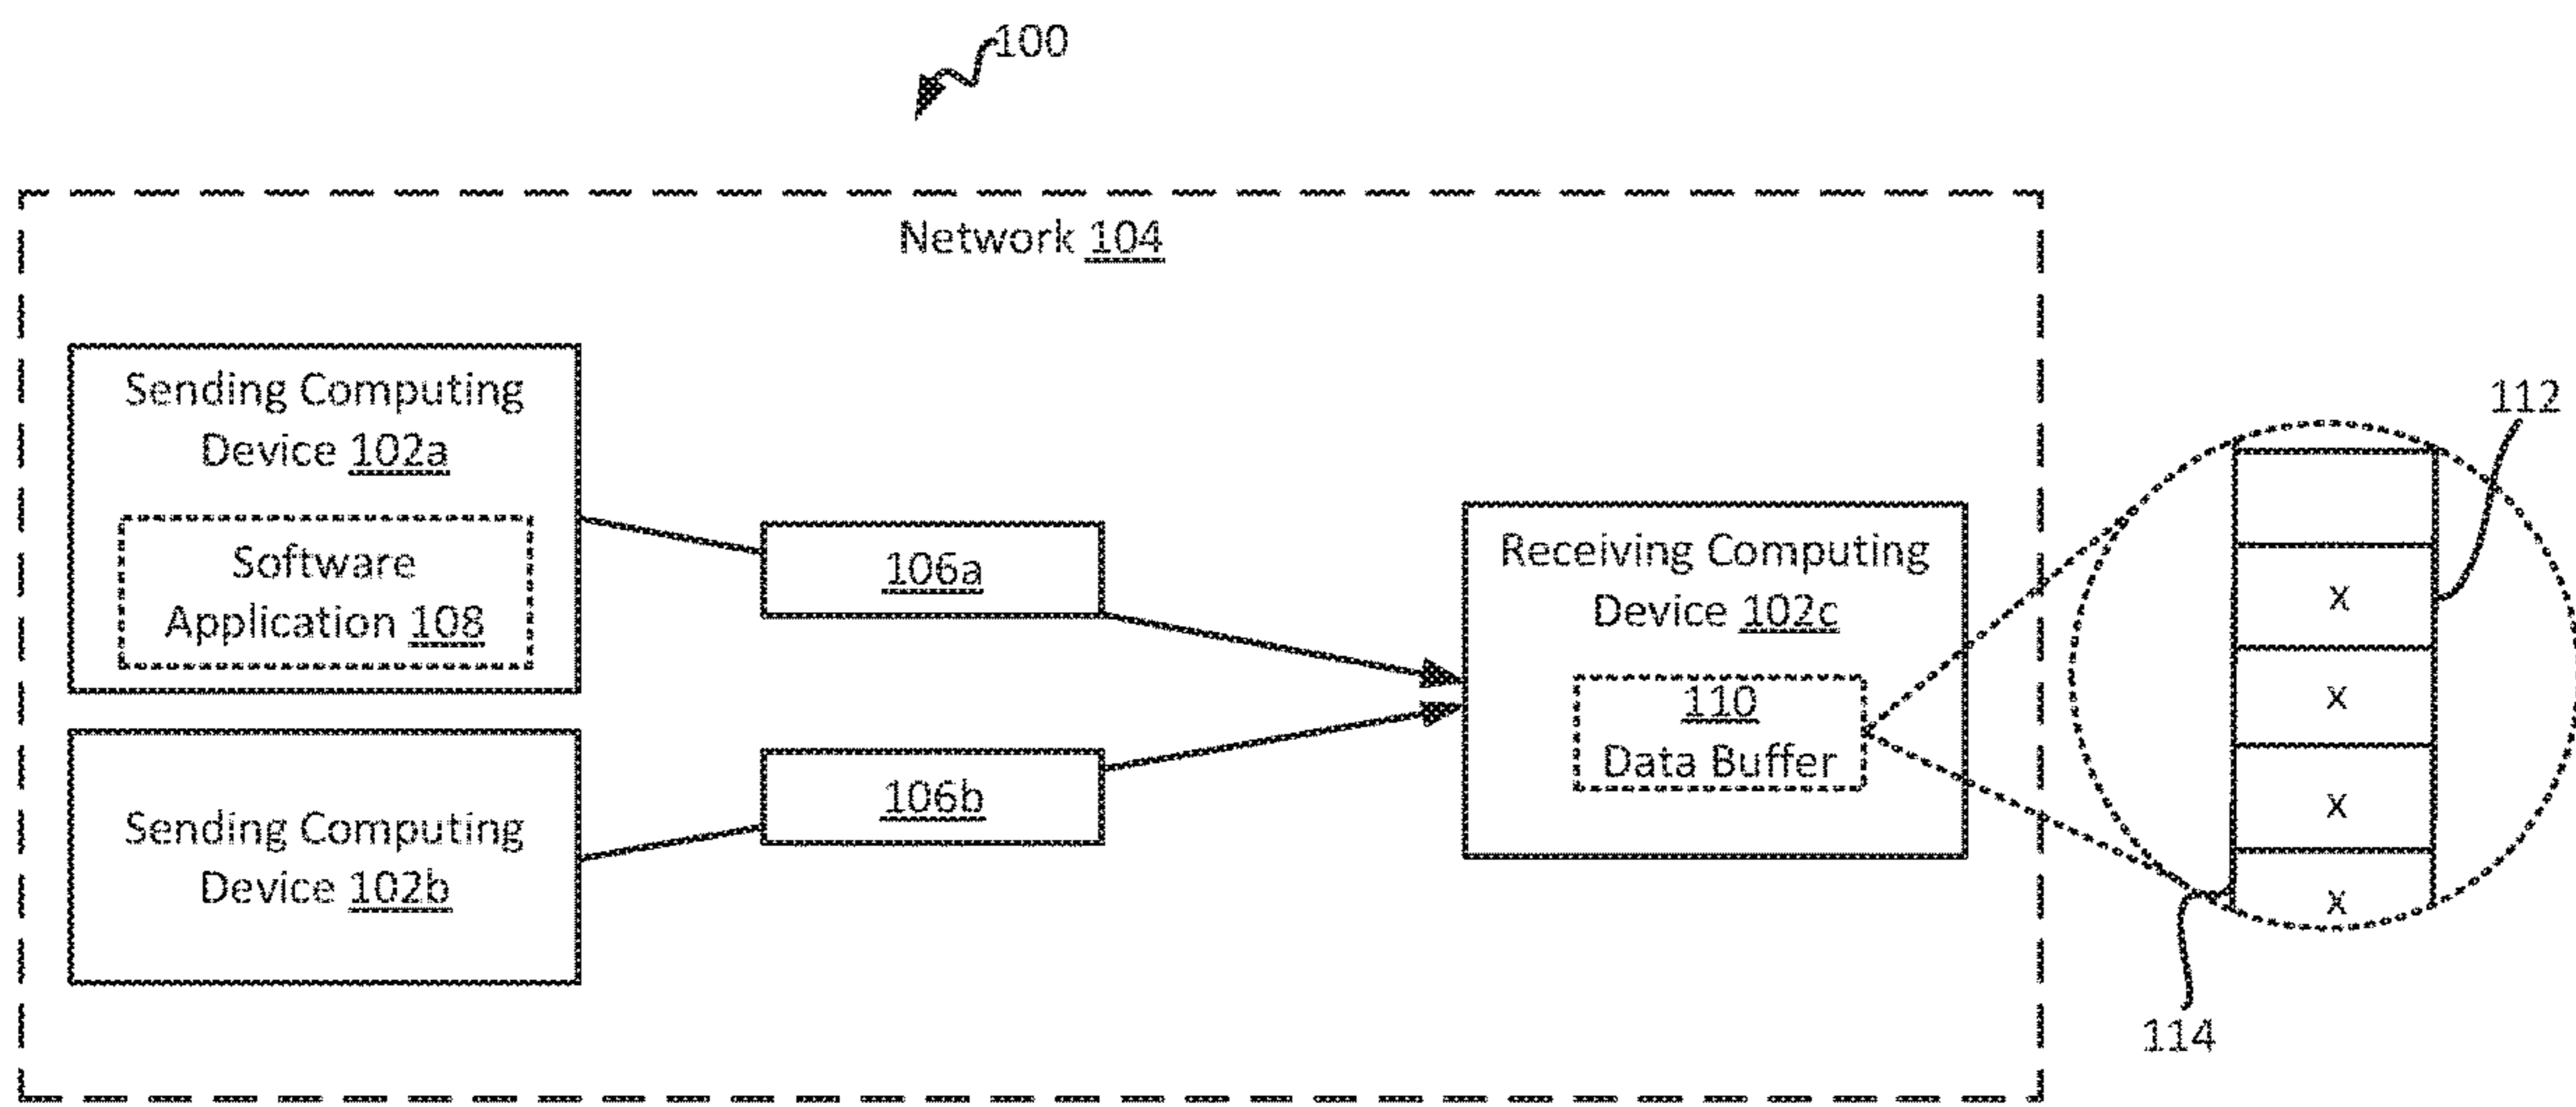 100
Network 104
Sending Computing
Device 102a
Software
Application 108
106a
Receiving Computing
Device 102c
110
Data Buffer
Sending Computing
Device 102b
106b
112
X
X
X
X
114